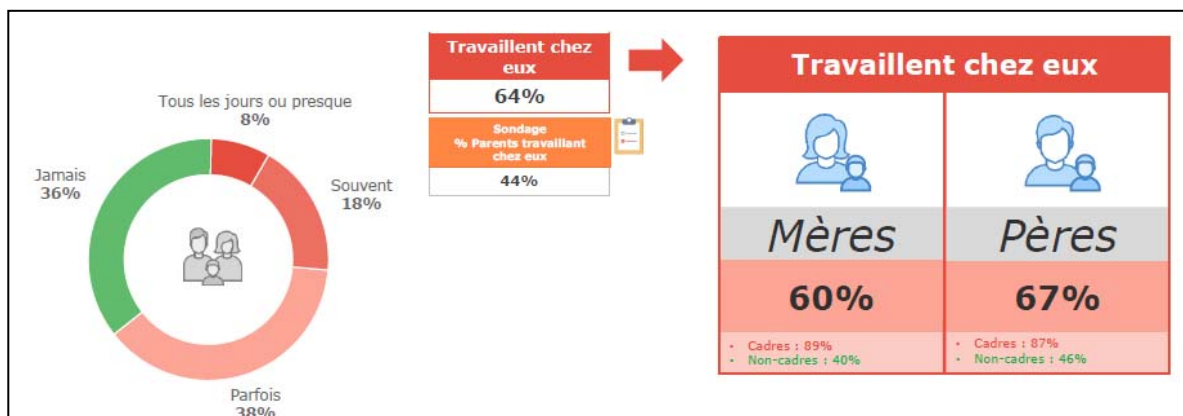 Tous les jours ou presque
8%
Jamais
36%
Souvent
18%
Parfois
38%
Travaillent chez
eux
64%
Sondage
% Parents travaillant
chez eux
44%
Travaillent chez eux
Mères
Pères
60%
67%
• Cadres : 89%
• Non-cadres : 40%
• Cadres : 87%
• Non-cadres : 46%